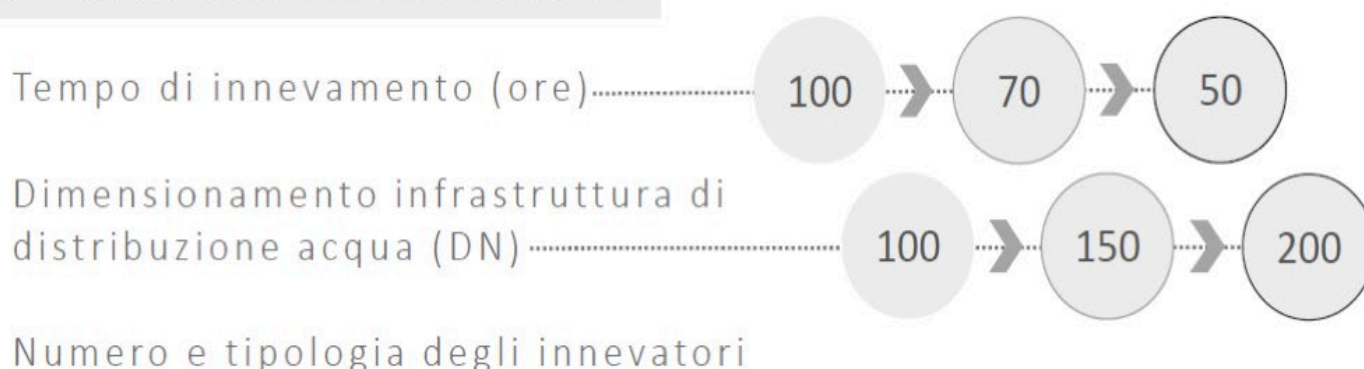 Tempo di innevamento (ore) 100 70 50
Dimensionamento infrastruttura di
distribuzione acqua (DN) 100 150 200
Numero e tipologia degli innevatori